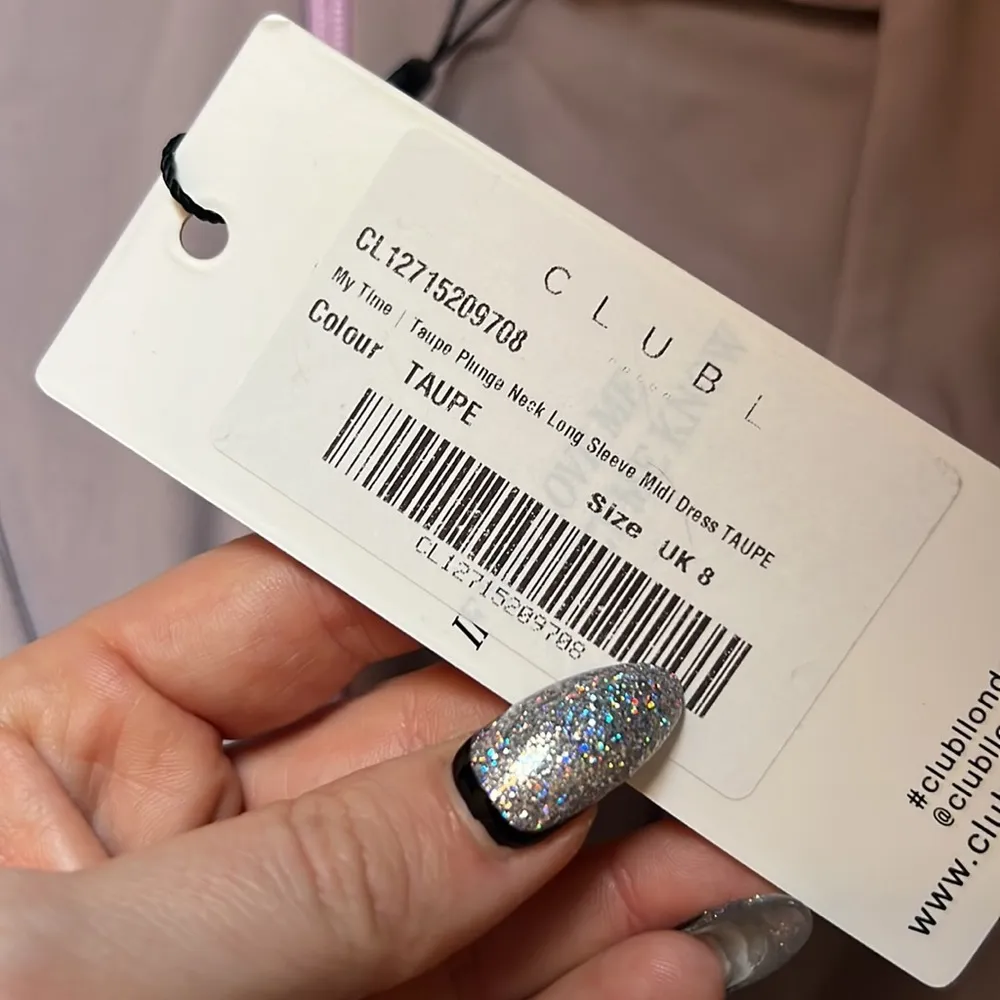 CLUB L
CL12715209708
My Time | Taupe Plunge Neck Long Sleeve Midi Dress TAUPE
Colour TAUPE
Size UK 8
CL12715209708
#clubllond
@clubllo
www.clu